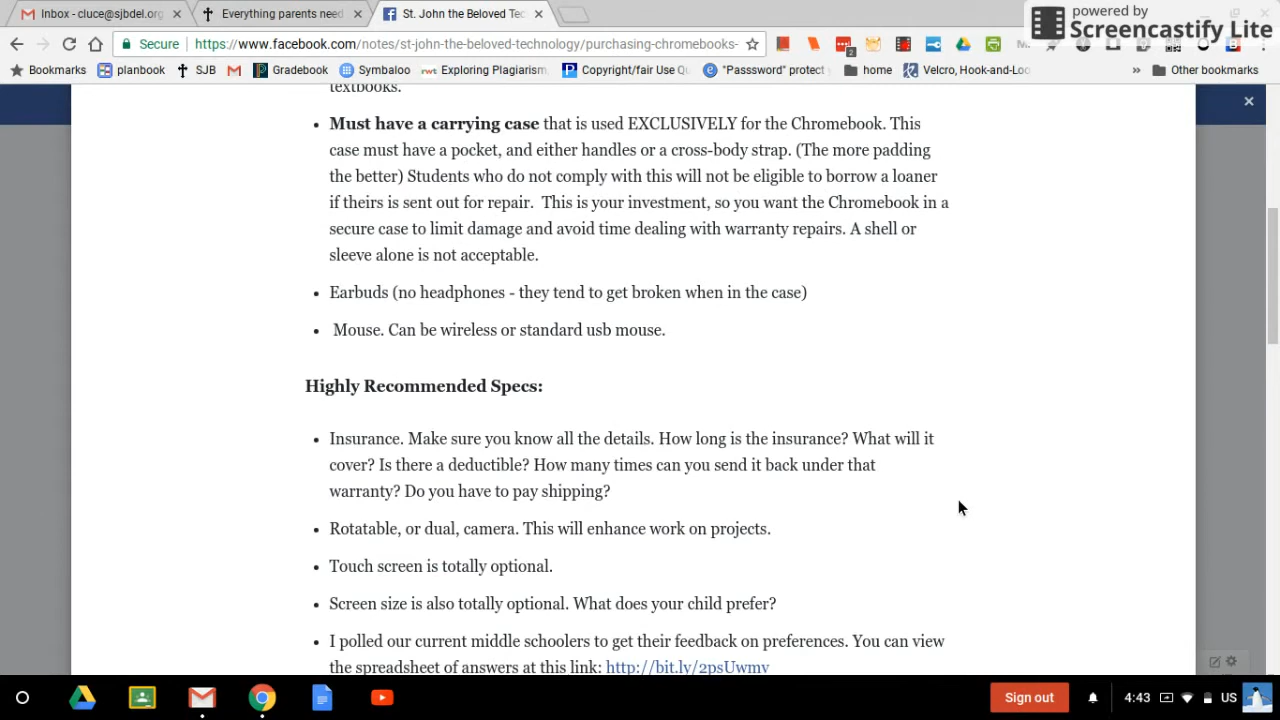 Inbox - cluce@sjbdel.org
Everything parents need
St. John the Beloved Tec
powered by
Screencastify Lite
Secure
https://www.facebook.com/notes/st-john-the-beloved-technology/purchasing-chromebooks-
2
Bookmarks
planbook
SJB
Gradebook
Symbaloo
Exploring Plagiarism,
Copyright/fair Use Qu
"Passsword" protect
home
Velcro, Hook-and-Loo
Other bookmarks
textbooks.
Must have a carrying case that is used EXCLUSIVELY for the Chromebook. This
case must have a pocket, and either handles or a cross-body strap. (The more padding
the better) Students who do not comply with this will not be eligible to borrow a loaner
if theirs is sent out for repair. This is your investment, so you want the Chromebook in a
secure case to limit damage and avoid time dealing with warranty repairs. A shell or
sleeve alone is not acceptable.
Earbuds (no headphones - they tend to get broken when in the case)
Mouse. Can be wireless or standard usb mouse.
Highly Recommended Specs:
Insurance. Make sure you know all the details. How long is the insurance? What will it
cover? Is there a deductible? How many times can you send it back under that
warranty? Do you have to pay shipping?
Rotatable, or dual, camera. This will enhance work on projects.
Touch screen is totally optional.
Screen size is also totally optional. What does your child prefer?
I polled our current middle schoolers to get their feedback on preferences. You can view
the spreadsheet of answers at this link: http://bit.ly/2psUwmv
Sign out
4:43
US